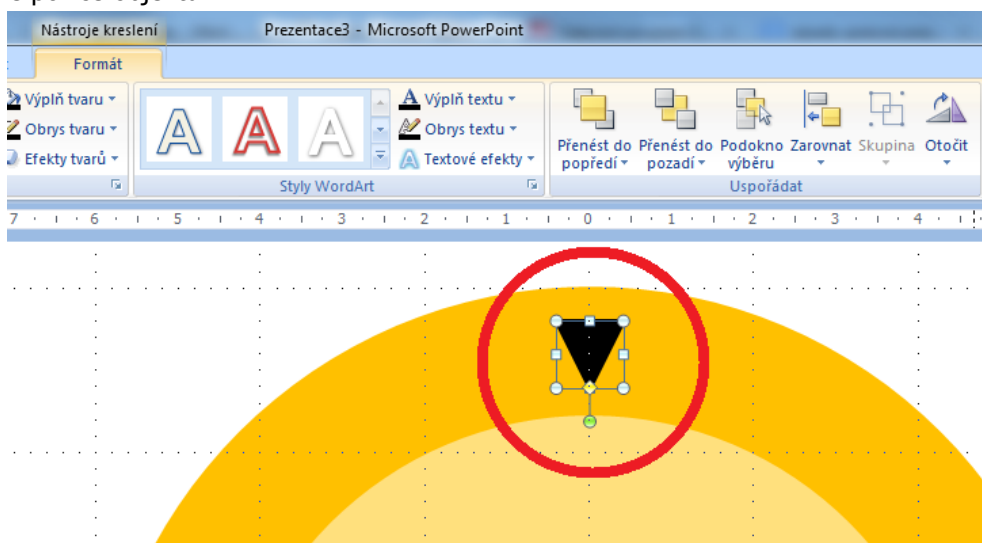 Nástroje kreslení Prezentace3 - Microsoft PowerPoint
Formát
Výplň tvaru
Obrys tvaru
Efekty tvarů
A A A
Výplň textu
Obrys textu
Textové efekty
Styly WordArt
Přenést do popředí
Přenést do pozadí
Podokno výběru
Zarovnat
Skupina
Otočit
Uspořádat
7 6 5 4 3 2 1 0 1 2 3 4